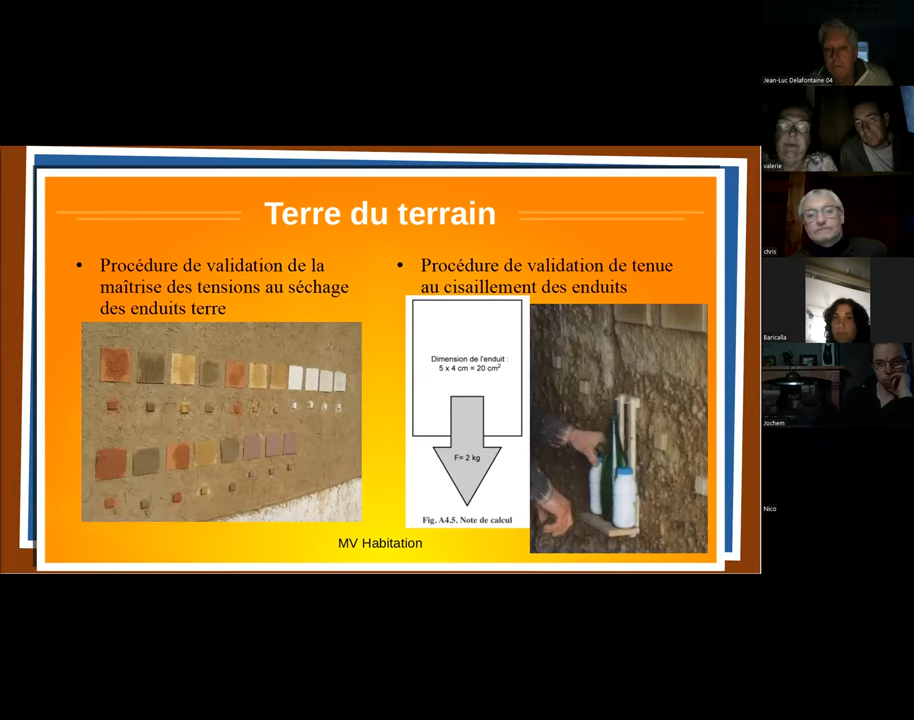 Terre du terrain
• Procédure de validation de la
maîtrise des tensions au séchage
des enduits terre
• Procédure de validation de tenue
au cisaillement des enduits
Dimension de l'enduit :
5 x 4 cm = 20 cm²
F= 2 kg
Fig. A4.5. Note de calcul
MV Habitation
Jean-Luc Delafontaine 04
valerie
chris
Baricalla
Jochem
Nico